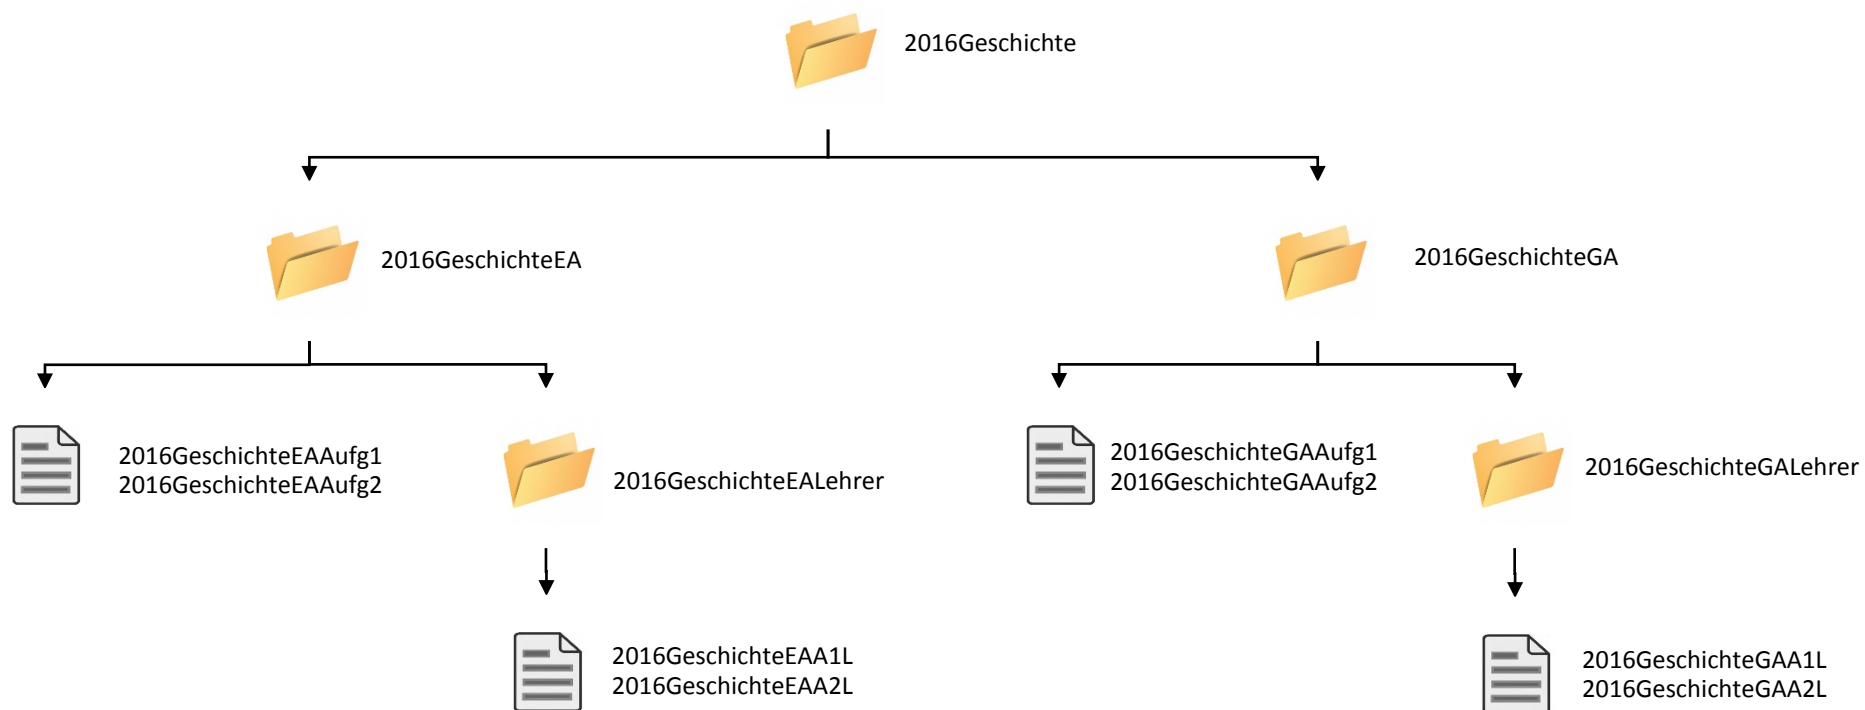 2016Geschichte
2016GeschichteEA
2016GeschichteGA
2016GeschichteEAAufg1
2016GeschichteEAAufg2
2016GeschichteEALehrer
2016GeschichteGAAufg1
2016GeschichteGAAufg2
2016GeschichteGALehrer
2016GeschichteEAA1L
2016GeschichteEAA2L
2016GeschichteGAA1L
2016GeschichteGAA2L